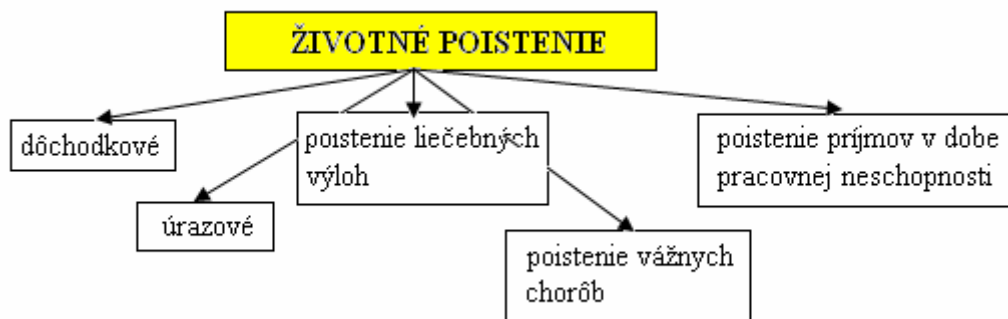 ŽIVOTNÉ POISTENIE
dôchodkové
úrazové
poistenie liečebných
výloh
poistenie vážnych
chorôb
poistenie príjmov v dobe
pracovnej neschopnosti